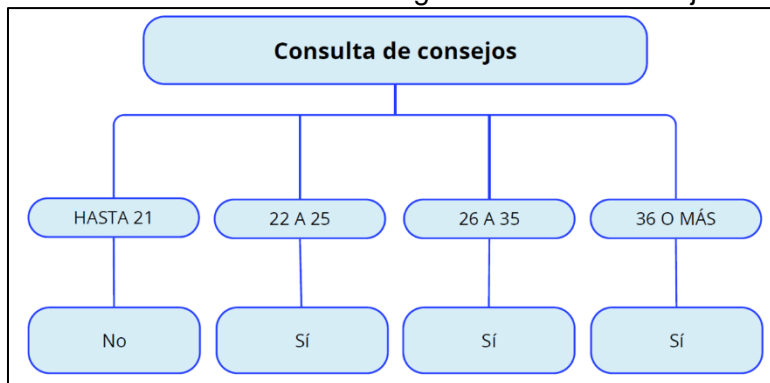 Consulta de consejos
HASTA 21
22 A 25
26 A 35
36 O MÁS
No
Sí
Sí
Sí